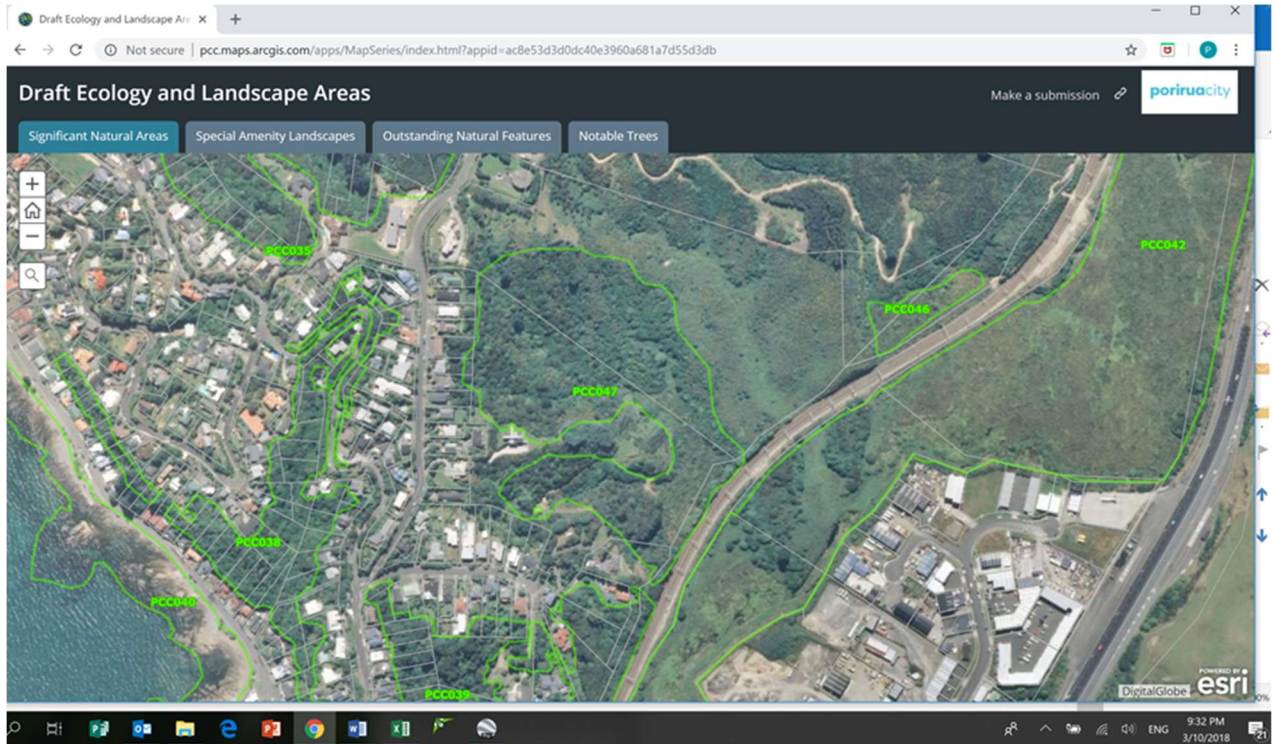 Draft Ecology and Landscape Are
Not secure | pcc.maps.arcgis.com/apps/MapSeries/index.html?appid=ac8e53d3d0dc40e3960a681a7d55d3db
P
Draft Ecology and Landscape Areas
Make a submission
poriruacity
Significant Natural Areas
Special Amenity Landscapes
Outstanding Natural Features
Notable Trees
PCC035
PCC042
PCC046
PCC047
PCC038
PCC040
PCC039
POWERED BY
esri
DigitalGlobe
ENG
9:32 PM
3/10/2018
21